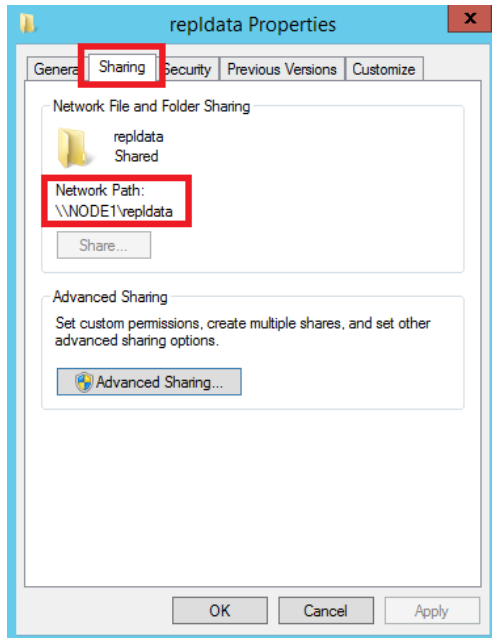 repldata Properties
x
General Sharing Security Previous Versions Customize
Network File and Folder Sharing
repldata
Shared
Network Path:
\\NODE1\repldata
Share...
Advanced Sharing
Set custom permissions, create multiple shares, and set other
advanced sharing options.
Advanced Sharing...
OK Cancel Apply